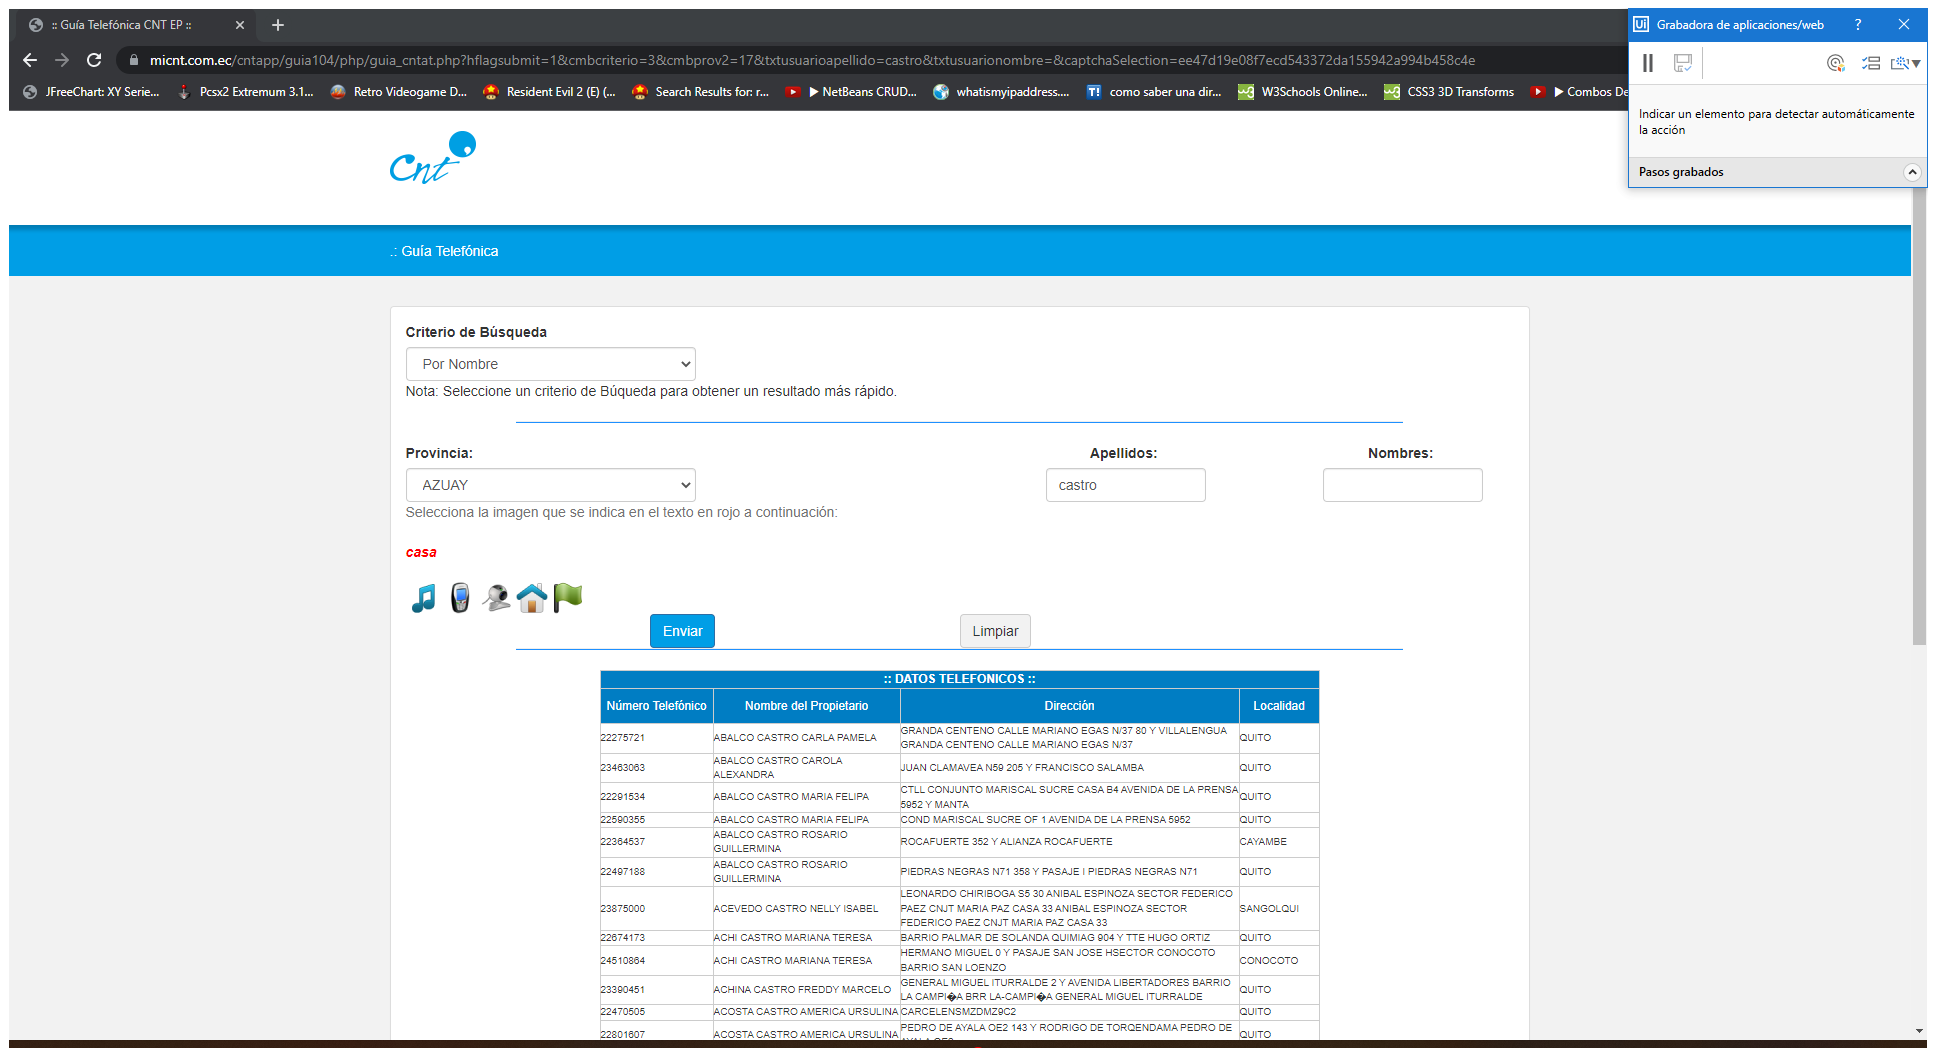 :: Guía Telefónica CNT EP ::
Grabadora de aplicaciones/web
micnt.com.ec/cntapp/guia104/php/guia_cntat.php?hflagsubmit=1&cmbcriterio=3&cmbprov2=17&txtusuarioapellido=castro&txtusuarionombre=&captchaSelection=ee47d19e08f7ecd543372da155942a994b458c4e
JFreeChart: XY Serie... Pcsx2 Extremum 3.1... Retro Videogame D... Resident Evil 2 (E) (... Search Results for: r... ▶ NetBeans CRUD... whatismyipaddress.... como saber una dir... W3Schools Online... CSS3 3D Transforms ▶ Combos De
Indicar un elemento para detectar automáticamente
la acción
Pasos grabados
Cnt
.: Guía Telefónica
Criterio de Búsqueda
Por Nombre
Nota: Seleccione un criterio de Búqueda para obtener un resultado más rápido.
Provincia: Apellidos: Nombres:
AZUAY castro
Selecciona la imagen que se indica en el texto en rojo a continuación:
casa
Enviar Limpiar
:: DATOS TELEFONICOS ::
Número Telefónico Nombre del Propietario Dirección Localidad
22275721 ABALCO CASTRO CARLA PAMELA GRANDA CENTENO CALLE MARIANO EGAS N/37 80 Y VILLALENGUA GRANDA CENTENO CALLE MARIANO EGAS N/37 QUITO
23463063 ABALCO CASTRO CAROLA ALEXANDRA JUAN CLAMAVEA N59 205 Y FRANCISCO SALAMBA QUITO
22291534 ABALCO CASTRO MARIA FELIPA CTLL CONJUNTO MARISCAL SUCRE CASA B4 AVENIDA DE LA PRENSA 5952 Y MANTA QUITO
22590355 ABALCO CASTRO MARIA FELIPA COND MARISCAL SUCRE OF 1 AVENIDA DE LA PRENSA 5952 QUITO
22364537 ABALCO CASTRO ROSARIO GUILLERMINA ROCAFUERTE 352 Y ALIANZA ROCAFUERTE CAYAMBE
22497188 ABALCO CASTRO ROSARIO GUILLERMINA PIEDRAS NEGRAS N71 358 Y PASAJE I PIEDRAS NEGRAS N71 QUITO
23875000 ACEVEDO CASTRO NELLY ISABEL LEONARDO CHIRIBOGA S5 30 ANIBAL ESPINOZA SECTOR FEDERICO PAEZ CNJT MARIA PAZ CASA 33 ANIBAL ESPINOZA SECTOR FEDERICO PAEZ CNJT MARIA PAZ CASA 33 SANGOLQUI
22674173 ACHI CASTRO MARIANA TERESA BARRIO PALMAR DE SOLANDA QUIMIAG 904 Y TTE HUGO ORTIZ QUITO
24510864 ACHI CASTRO MARIANA TERESA HERMANO MIGUEL 0 Y PASAJE SAN JOSE HSECTOR CONOCOTO BARRIO SAN LOENZO CONOCOTO
23390451 ACHINA CASTRO FREDDY MARCELO GENERAL MIGUEL ITURRALDE 2 Y AVENIDA LIBERTADORES BARRIO LA CAMPI�A BRR LA-CAMPI�A GENERAL MIGUEL ITURRALDE QUITO
22470505 ACOSTA CASTRO AMERICA URSULINA CARCELENSMZDMZ9C2 QUITO
22801607 ACOSTA CASTRO AMERICA URSULINA PEDRO DE AYALA OE2 143 Y RODRIGO DE TORQENDAMA PEDRO DE QUITO